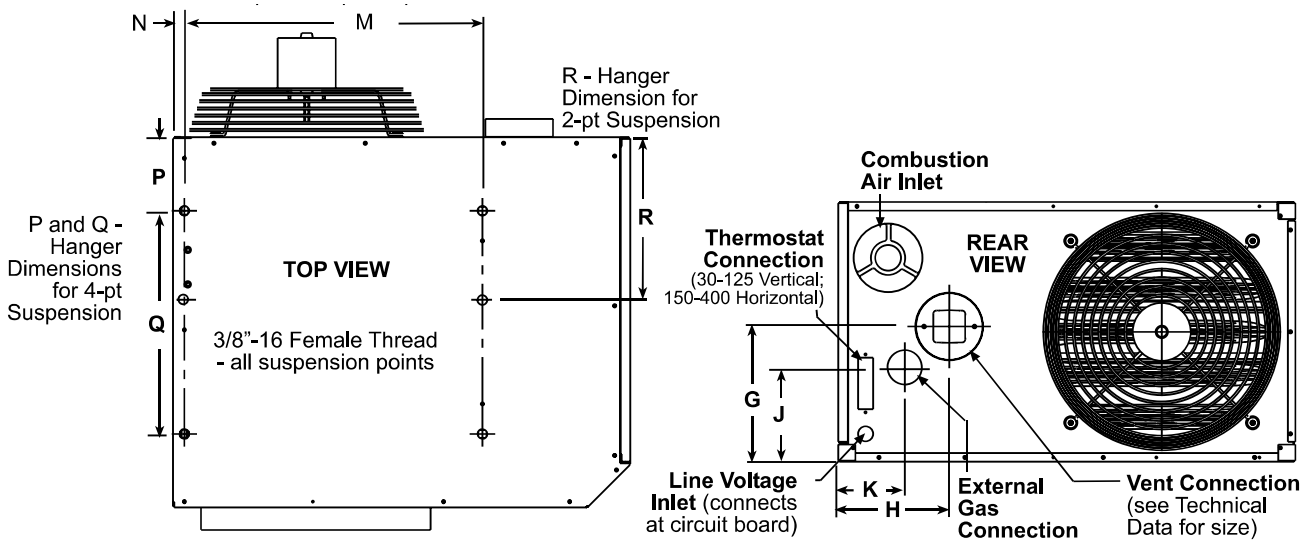 N
M
R - Hanger
Dimension for
2-pt Suspension
P
R
P and Q -
Hanger
Dimensions
for 4-pt
Suspension
Q
TOP VIEW
3/8"-16 Female Thread
- all suspension points
Combustion
Air Inlet
Thermostat
Connection
(30-125 Vertical;
150-400 Horizontal)
REAR
VIEW
G
J
K
H
Line Voltage
Inlet (connects
at circuit board)
External
Gas
Connection
Vent Connection
(see Technical
Data for size)